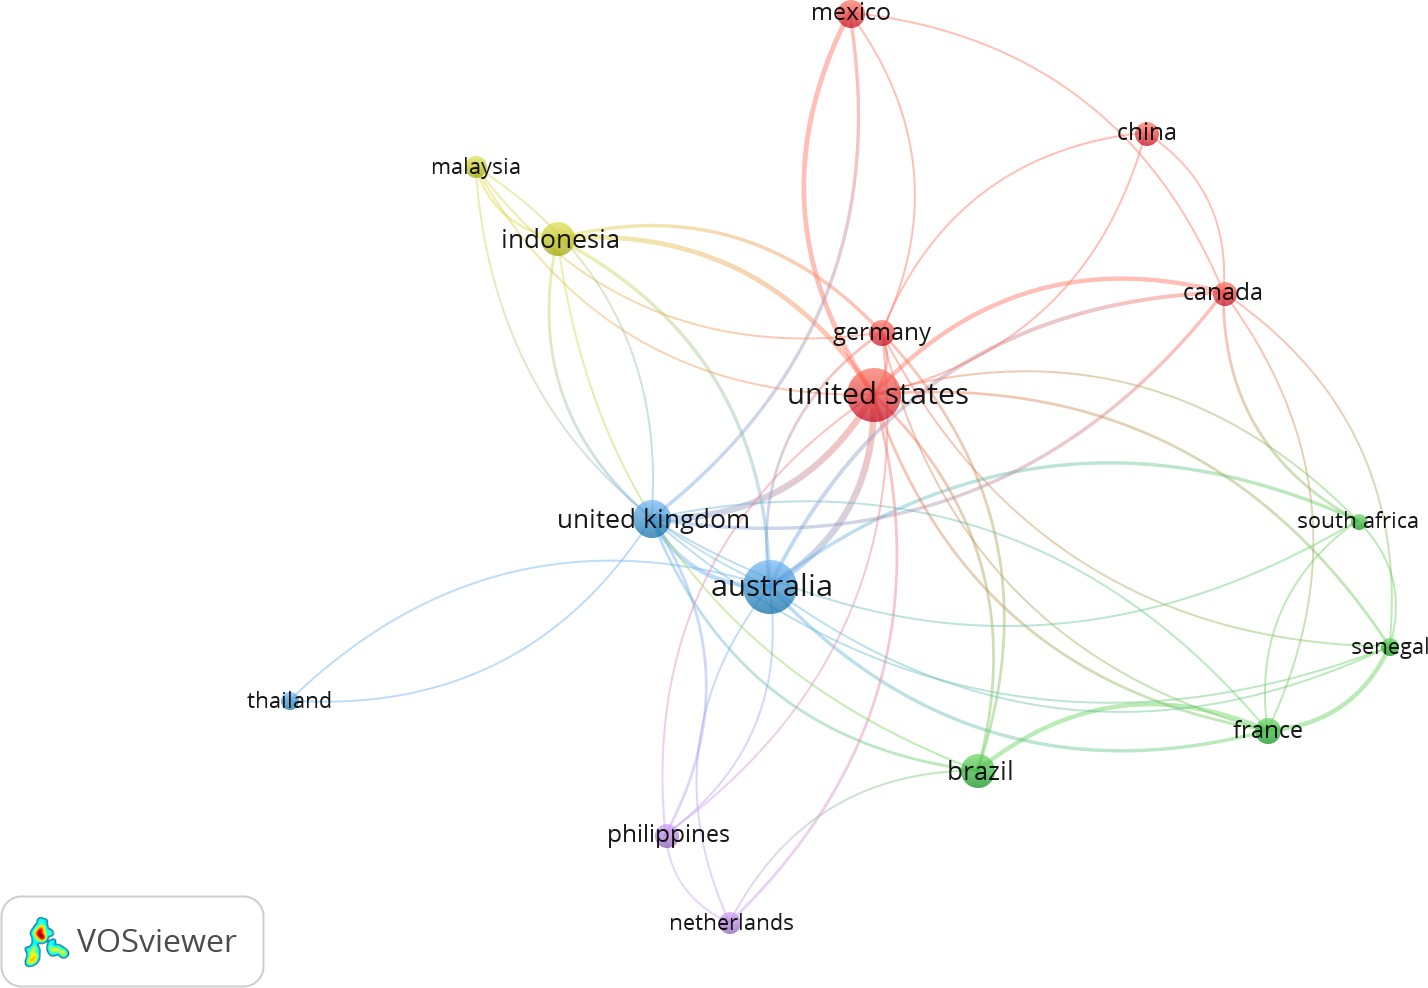 mexico
china
malaysia
indonesia
canada
germany
united states
united kingdom
south africa
australia
senegal
thailand
france
brazil
philippines
netherlands
VOSviewer